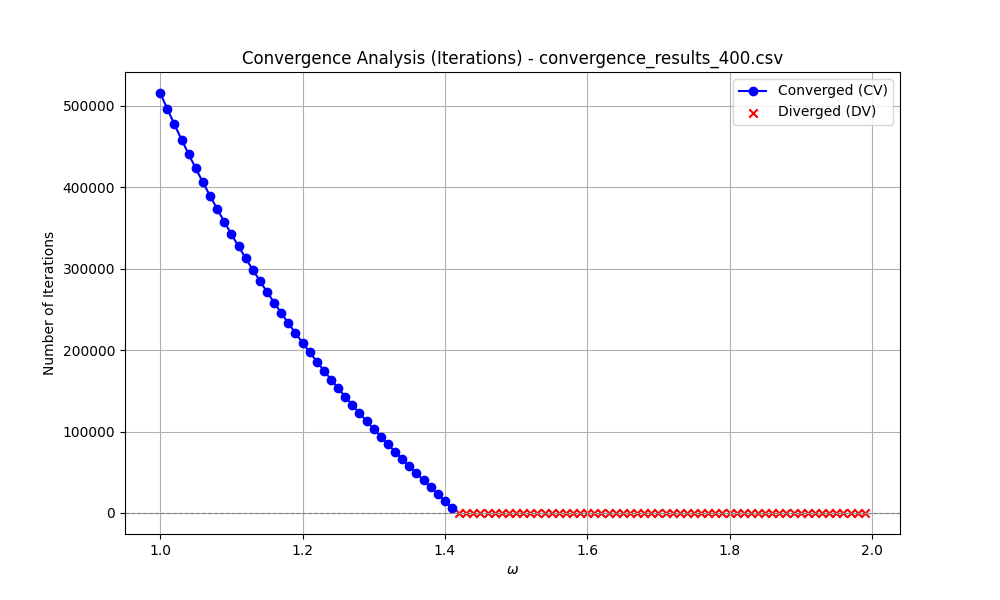 Convergence Analysis (Iterations) - convergence_results_400.csv
Converged (CV)
Diverged (DV)
Number of Iterations
500000
400000
300000
200000
100000
0
1.0 1.2 1.4 1.6 1.8 2.0
ω